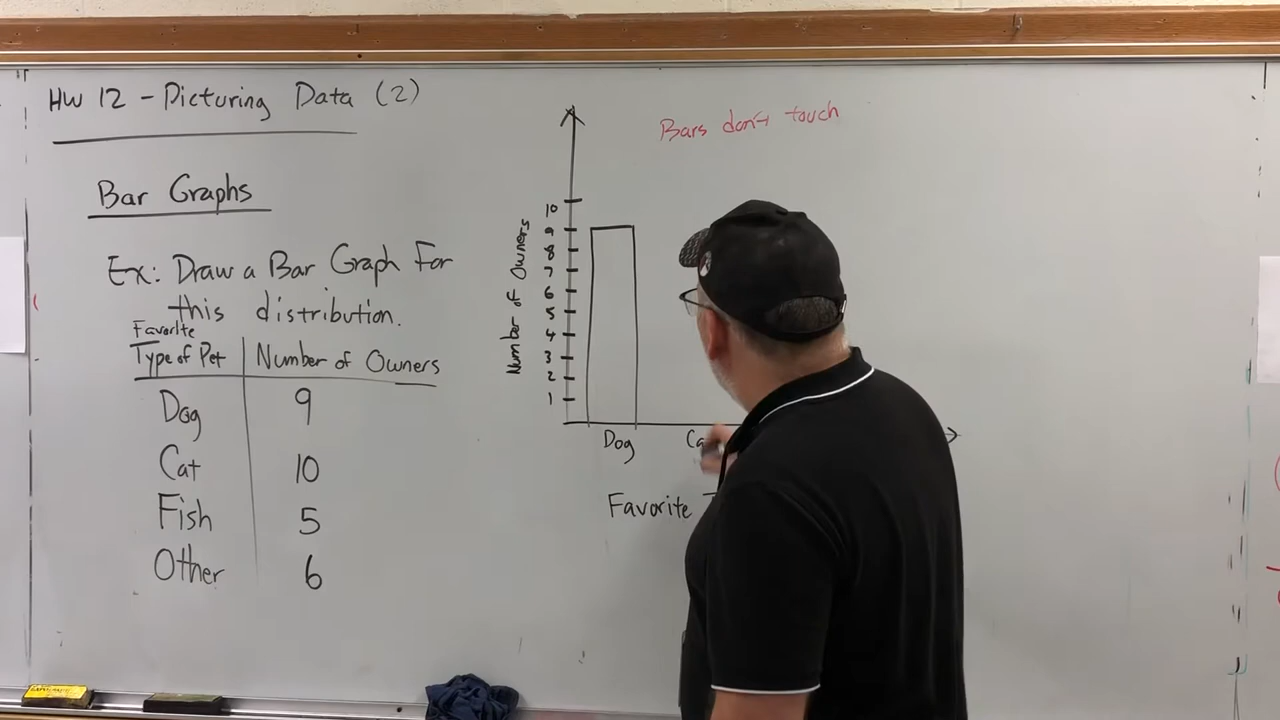 HW 12 - Picturing Data (2)
Bar Graphs
Ex: Draw a Bar Graph For
this distribution.
Favorite
Type of Pet Number of Owners
Dog 9
Cat 10
Fish 5
Other 6
Bars don't touch
Number of Owners
10
9
8
7
6
5
4
3
2
1
Dog Ca
Favorite